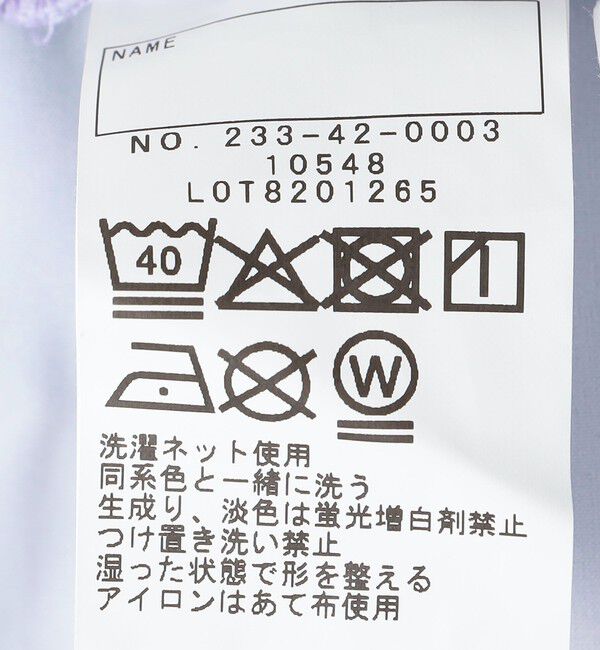 NAME
NO. 233-42-0003
10548
LOT8201265
40
W
洗濯ネット使用
同系色と一緒に洗う
生成り、淡色は蛍光増白剤禁止
つけ置き洗い禁止
湿った状態で形を整える
アイロンはあて布使用